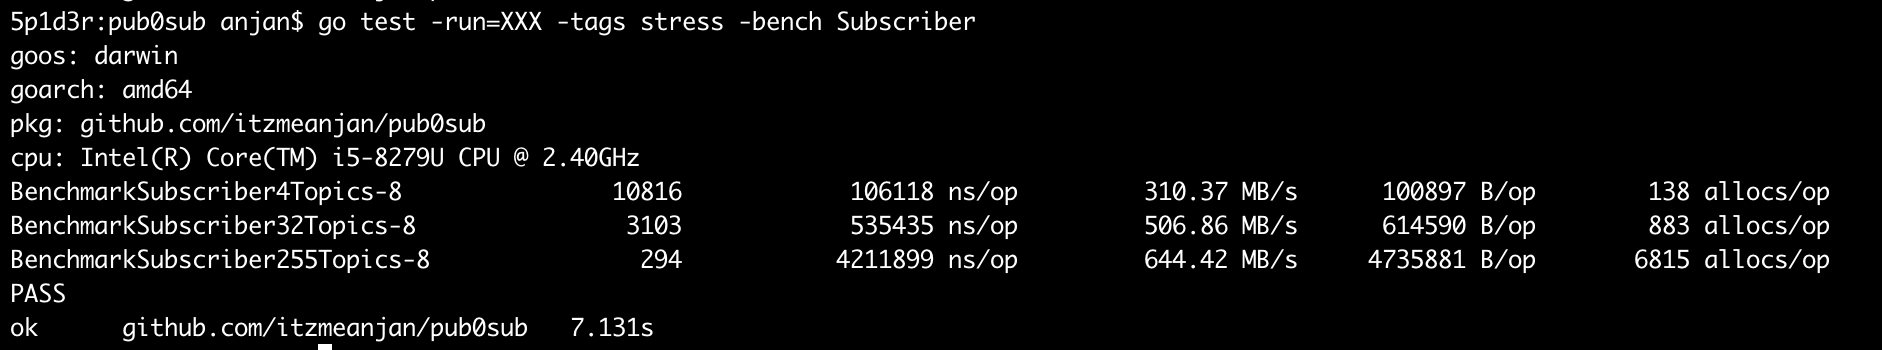 5p1d3r:pub0sub anjan$ go test -run=XXX -tags stress -bench Subscriber
goos: darwin
goarch: amd64
pkg: github.com/itzmeanjan/pub0sub
cpu: Intel(R) Core(TM) i5-8279U CPU @ 2.40GHz
BenchmarkSubscriber4Topics-8 10816 106118 ns/op 310.37 MB/s 100897 B/op 138 allocs/op
BenchmarkSubscriber32Topics-8 3103 535435 ns/op 506.86 MB/s 614590 B/op 883 allocs/op
BenchmarkSubscriber255Topics-8 294 4211899 ns/op 644.42 MB/s 4735881 B/op 6815 allocs/op
PASS
ok github.com/itzmeanjan/pub0sub 7.131s